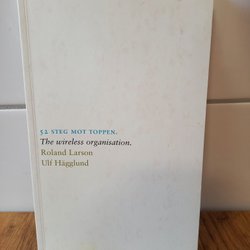 52 STEG MOT TOPPEN.
The wireless organisation.
Roland Larson
Ulf Hägglund